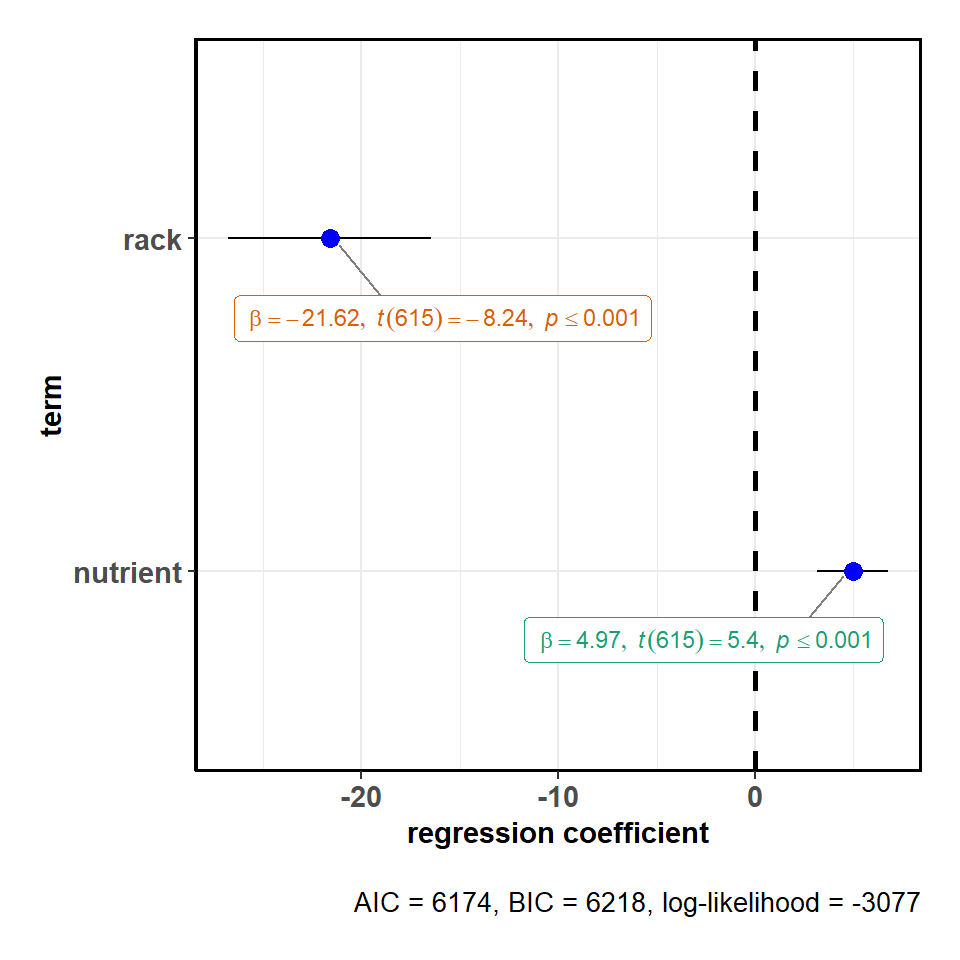 rack
β = −21.62, t(615) = −8.24, p ≤ 0.001
term
nutrient
β = 4.97, t(615) = 5.4, p ≤ 0.001
-20 -10 0
regression coefficient
AIC = 6174, BIC = 6218, log-likelihood = -3077